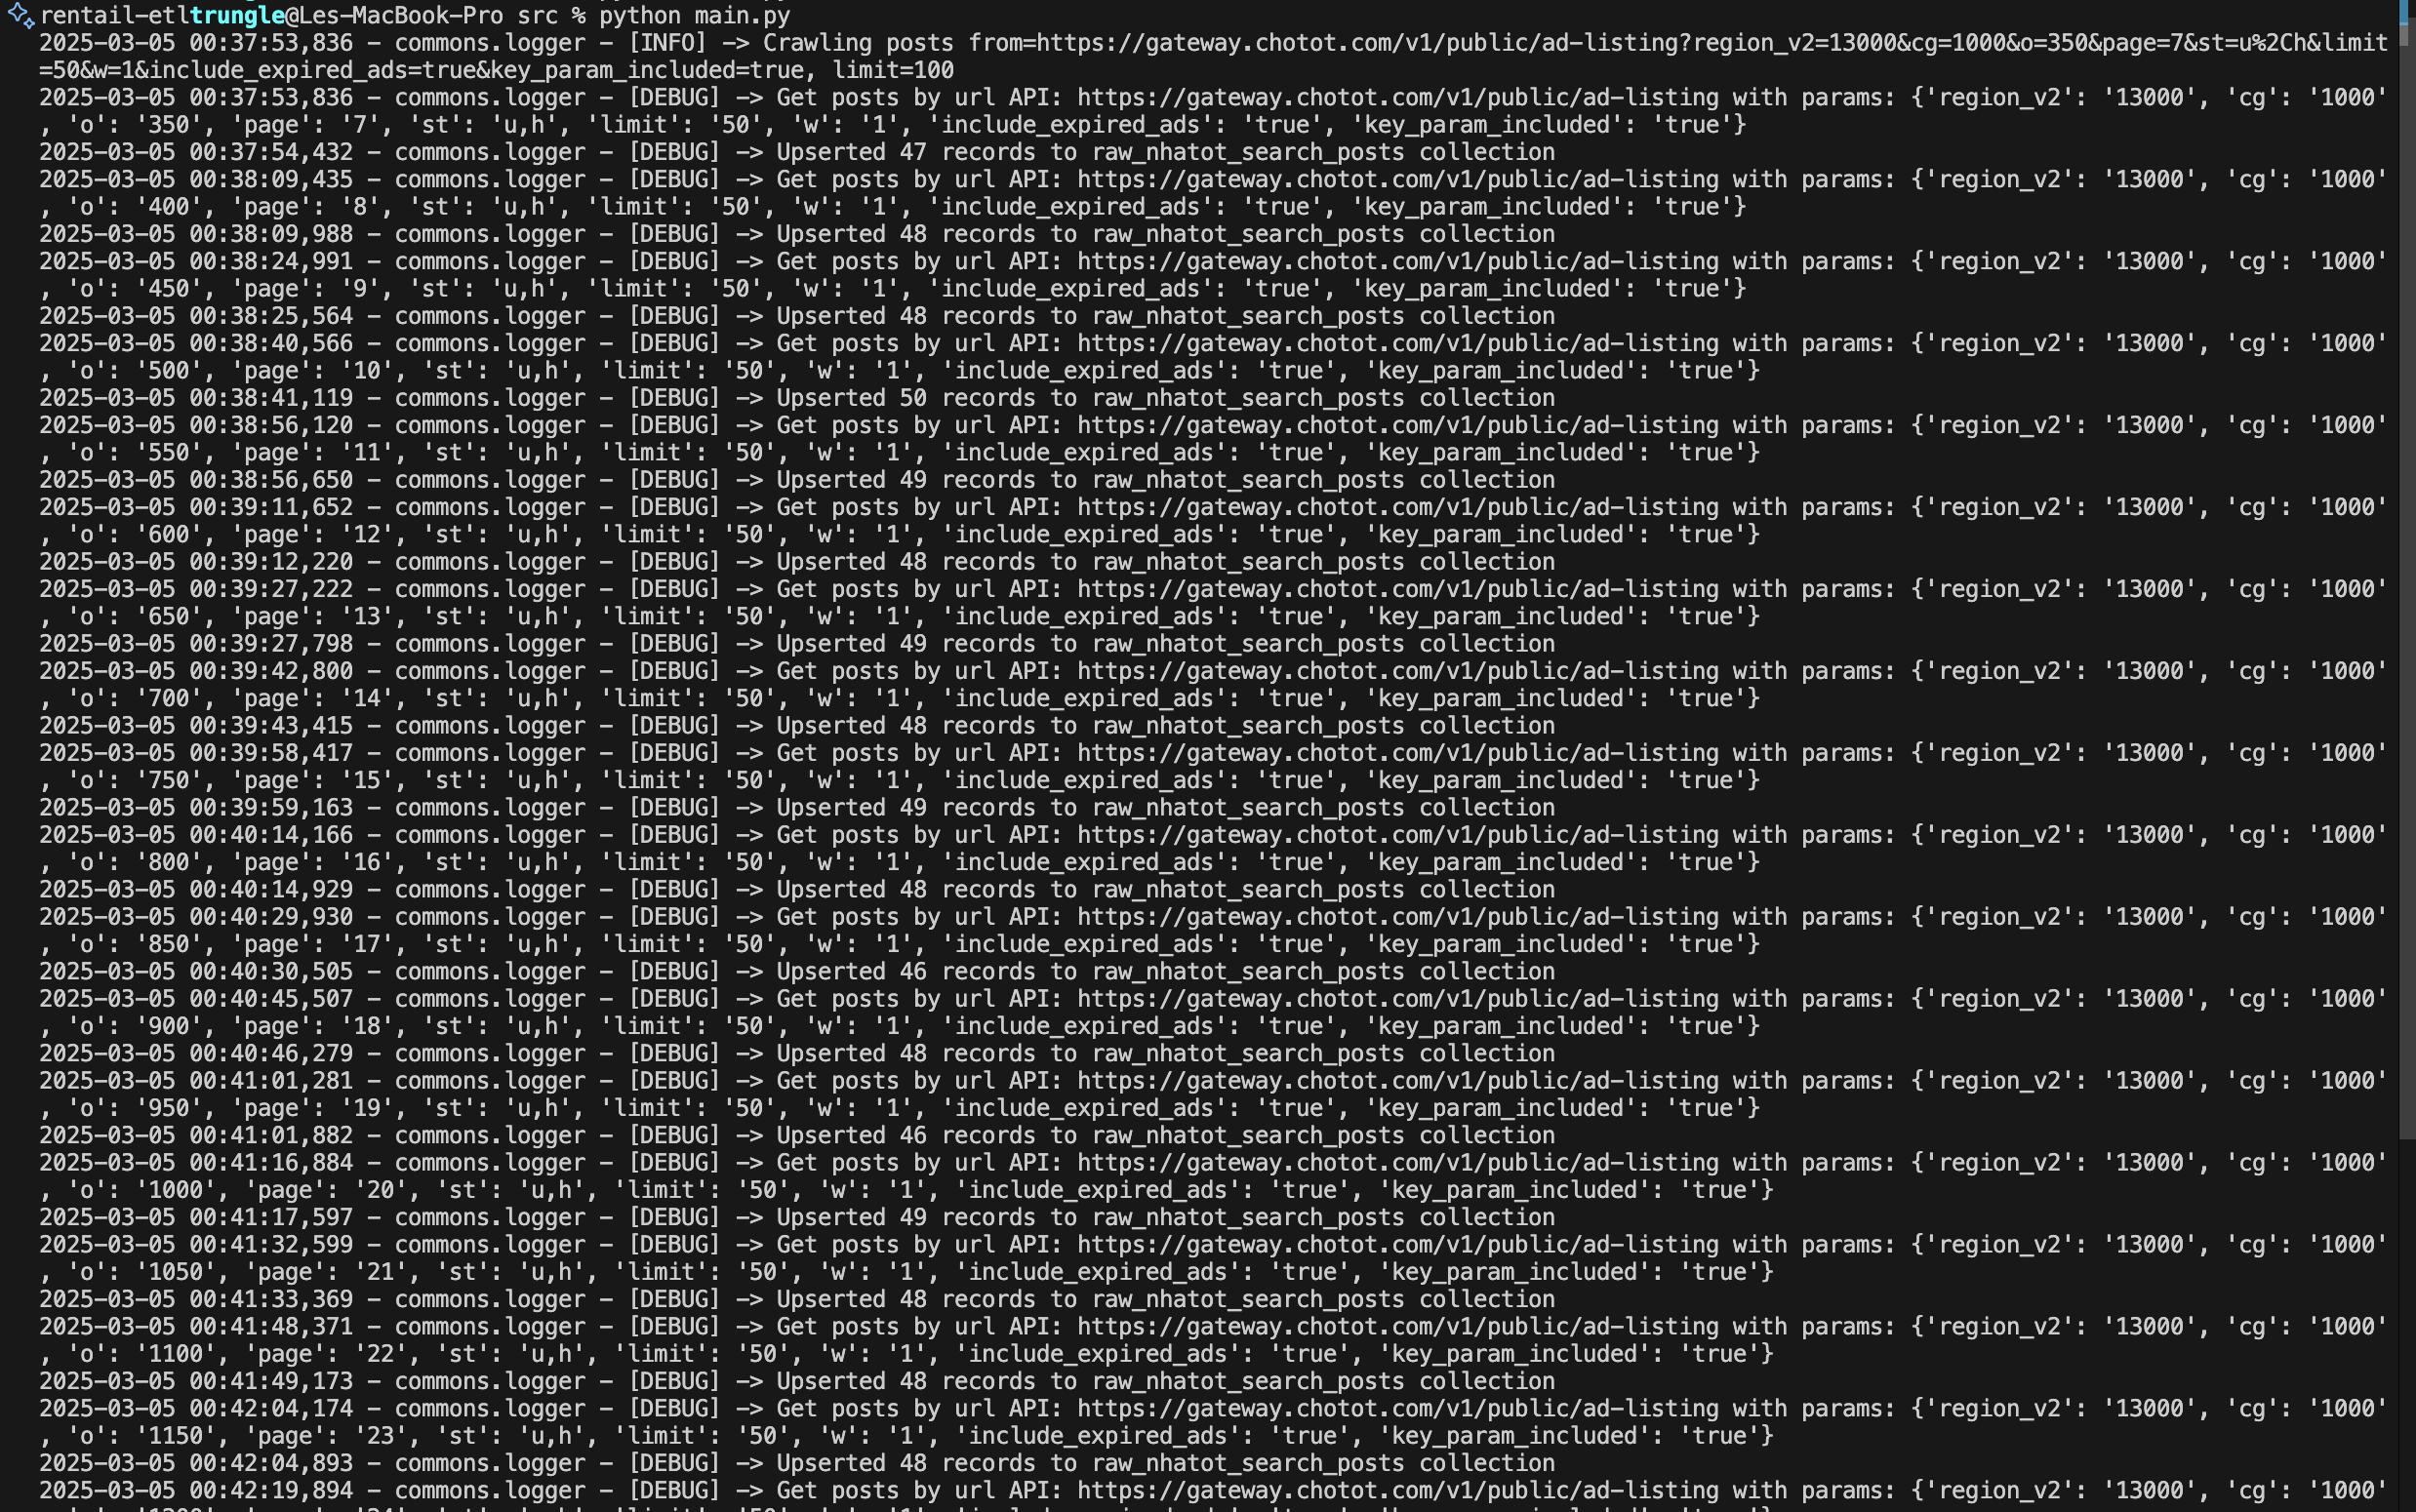 rentail-etltrungle@Les-MacBook-Pro src % python main.py
2025-03-05 00:37:53,836 - commons.logger - [INFO] -> Crawling posts from=https://gateway.chotot.com/v1/public/ad-listing?region_v2=13000&cg=1000&o=350&page=7&st=u%2Ch&limit
=50&w=1&include_expired_ads=true&key_param_included=true, limit=100
2025-03-05 00:37:53,836 - commons.logger - [DEBUG] -> Get posts by url API: https://gateway.chotot.com/v1/public/ad-listing with params: {'region_v2': '13000', 'cg': '1000'
, 'o': '350', 'page': '7', 'st': 'u,h', 'limit': '50', 'w': '1', 'include_expired_ads': 'true', 'key_param_included': 'true'}
2025-03-05 00:37:54,432 - commons.logger - [DEBUG] -> Upserted 47 records to raw_nhatot_search_posts collection
2025-03-05 00:38:09,435 - commons.logger - [DEBUG] -> Get posts by url API: https://gateway.chotot.com/v1/public/ad-listing with params: {'region_v2': '13000', 'cg': '1000'
, 'o': '400', 'page': '8', 'st': 'u,h', 'limit': '50', 'w': '1', 'include_expired_ads': 'true', 'key_param_included': 'true'}
2025-03-05 00:38:09,988 - commons.logger - [DEBUG] -> Upserted 48 records to raw_nhatot_search_posts collection
2025-03-05 00:38:24,991 - commons.logger - [DEBUG] -> Get posts by url API: https://gateway.chotot.com/v1/public/ad-listing with params: {'region_v2': '13000', 'cg': '1000'
, 'o': '450', 'page': '9', 'st': 'u,h', 'limit': '50', 'w': '1', 'include_expired_ads': 'true', 'key_param_included': 'true'}
2025-03-05 00:38:25,564 - commons.logger - [DEBUG] -> Upserted 48 records to raw_nhatot_search_posts collection
2025-03-05 00:38:40,566 - commons.logger - [DEBUG] -> Get posts by url API: https://gateway.chotot.com/v1/public/ad-listing with params: {'region_v2': '13000', 'cg': '1000'
, 'o': '500', 'page': '10', 'st': 'u,h', 'limit': '50', 'w': '1', 'include_expired_ads': 'true', 'key_param_included': 'true'}
2025-03-05 00:38:41,119 - commons.logger - [DEBUG] -> Upserted 50 records to raw_nhatot_search_posts collection
2025-03-05 00:38:56,120 - commons.logger - [DEBUG] -> Get posts by url API: https://gateway.chotot.com/v1/public/ad-listing with params: {'region_v2': '13000', 'cg': '1000'
, 'o': '550', 'page': '11', 'st': 'u,h', 'limit': '50', 'w': '1', 'include_expired_ads': 'true', 'key_param_included': 'true'}
2025-03-05 00:38:56,650 - commons.logger - [DEBUG] -> Upserted 49 records to raw_nhatot_search_posts collection
2025-03-05 00:39:11,652 - commons.logger - [DEBUG] -> Get posts by url API: https://gateway.chotot.com/v1/public/ad-listing with params: {'region_v2': '13000', 'cg': '1000'
, 'o': '600', 'page': '12', 'st': 'u,h', 'limit': '50', 'w': '1', 'include_expired_ads': 'true', 'key_param_included': 'true'}
2025-03-05 00:39:12,220 - commons.logger - [DEBUG] -> Upserted 48 records to raw_nhatot_search_posts collection
2025-03-05 00:39:27,222 - commons.logger - [DEBUG] -> Get posts by url API: https://gateway.chotot.com/v1/public/ad-listing with params: {'region_v2': '13000', 'cg': '1000'
, 'o': '650', 'page': '13', 'st': 'u,h', 'limit': '50', 'w': '1', 'include_expired_ads': 'true', 'key_param_included': 'true'}
2025-03-05 00:39:27,798 - commons.logger - [DEBUG] -> Upserted 49 records to raw_nhatot_search_posts collection
2025-03-05 00:39:42,800 - commons.logger - [DEBUG] -> Get posts by url API: https://gateway.chotot.com/v1/public/ad-listing with params: {'region_v2': '13000', 'cg': '1000'
, 'o': '700', 'page': '14', 'st': 'u,h', 'limit': '50', 'w': '1', 'include_expired_ads': 'true', 'key_param_included': 'true'}
2025-03-05 00:39:43,415 - commons.logger - [DEBUG] -> Upserted 48 records to raw_nhatot_search_posts collection
2025-03-05 00:39:58,417 - commons.logger - [DEBUG] -> Get posts by url API: https://gateway.chotot.com/v1/public/ad-listing with params: {'region_v2': '13000', 'cg': '1000'
, 'o': '750', 'page': '15', 'st': 'u,h', 'limit': '50', 'w': '1', 'include_expired_ads': 'true', 'key_param_included': 'true'}
2025-03-05 00:39:59,163 - commons.logger - [DEBUG] -> Upserted 49 records to raw_nhatot_search_posts collection
2025-03-05 00:40:14,166 - commons.logger - [DEBUG] -> Get posts by url API: https://gateway.chotot.com/v1/public/ad-listing with params: {'region_v2': '13000', 'cg': '1000'
, 'o': '800', 'page': '16', 'st': 'u,h', 'limit': '50', 'w': '1', 'include_expired_ads': 'true', 'key_param_included': 'true'}
2025-03-05 00:40:14,929 - commons.logger - [DEBUG] -> Upserted 48 records to raw_nhatot_search_posts collection
2025-03-05 00:40:29,930 - commons.logger - [DEBUG] -> Get posts by url API: https://gateway.chotot.com/v1/public/ad-listing with params: {'region_v2': '13000', 'cg': '1000'
, 'o': '850', 'page': '17', 'st': 'u,h', 'limit': '50', 'w': '1', 'include_expired_ads': 'true', 'key_param_included': 'true'}
2025-03-05 00:40:30,505 - commons.logger - [DEBUG] -> Upserted 46 records to raw_nhatot_search_posts collection
2025-03-05 00:40:45,507 - commons.logger - [DEBUG] -> Get posts by url API: https://gateway.chotot.com/v1/public/ad-listing with params: {'region_v2': '13000', 'cg': '1000'
, 'o': '900', 'page': '18', 'st': 'u,h', 'limit': '50', 'w': '1', 'include_expired_ads': 'true', 'key_param_included': 'true'}
2025-03-05 00:40:46,279 - commons.logger - [DEBUG] -> Upserted 48 records to raw_nhatot_search_posts collection
2025-03-05 00:41:01,281 - commons.logger - [DEBUG] -> Get posts by url API: https://gateway.chotot.com/v1/public/ad-listing with params: {'region_v2': '13000', 'cg': '1000'
, 'o': '950', 'page': '19', 'st': 'u,h', 'limit': '50', 'w': '1', 'include_expired_ads': 'true', 'key_param_included': 'true'}
2025-03-05 00:41:01,882 - commons.logger - [DEBUG] -> Upserted 46 records to raw_nhatot_search_posts collection
2025-03-05 00:41:16,884 - commons.logger - [DEBUG] -> Get posts by url API: https://gateway.chotot.com/v1/public/ad-listing with params: {'region_v2': '13000', 'cg': '1000'
, 'o': '1000', 'page': '20', 'st': 'u,h', 'limit': '50', 'w': '1', 'include_expired_ads': 'true', 'key_param_included': 'true'}
2025-03-05 00:41:17,597 - commons.logger - [DEBUG] -> Upserted 49 records to raw_nhatot_search_posts collection
2025-03-05 00:41:32,599 - commons.logger - [DEBUG] -> Get posts by url API: https://gateway.chotot.com/v1/public/ad-listing with params: {'region_v2': '13000', 'cg': '1000'
, 'o': '1050', 'page': '21', 'st': 'u,h', 'limit': '50', 'w': '1', 'include_expired_ads': 'true', 'key_param_included': 'true'}
2025-03-05 00:41:33,369 - commons.logger - [DEBUG] -> Upserted 48 records to raw_nhatot_search_posts collection
2025-03-05 00:41:48,371 - commons.logger - [DEBUG] -> Get posts by url API: https://gateway.chotot.com/v1/public/ad-listing with params: {'region_v2': '13000', 'cg': '1000'
, 'o': '1100', 'page': '22', 'st': 'u,h', 'limit': '50', 'w': '1', 'include_expired_ads': 'true', 'key_param_included': 'true'}
2025-03-05 00:41:49,173 - commons.logger - [DEBUG] -> Upserted 48 records to raw_nhatot_search_posts collection
2025-03-05 00:42:04,174 - commons.logger - [DEBUG] -> Get posts by url API: https://gateway.chotot.com/v1/public/ad-listing with params: {'region_v2': '13000', 'cg': '1000'
, 'o': '1150', 'page': '23', 'st': 'u,h', 'limit': '50', 'w': '1', 'include_expired_ads': 'true', 'key_param_included': 'true'}
2025-03-05 00:42:04,893 - commons.logger - [DEBUG] -> Upserted 48 records to raw_nhatot_search_posts collection
2025-03-05 00:42:19,894 - commons.logger - [DEBUG] -> Get posts by url API: https://gateway.chotot.com/v1/public/ad-listing with params: {'region_v2': '13000', 'cg': '1000'